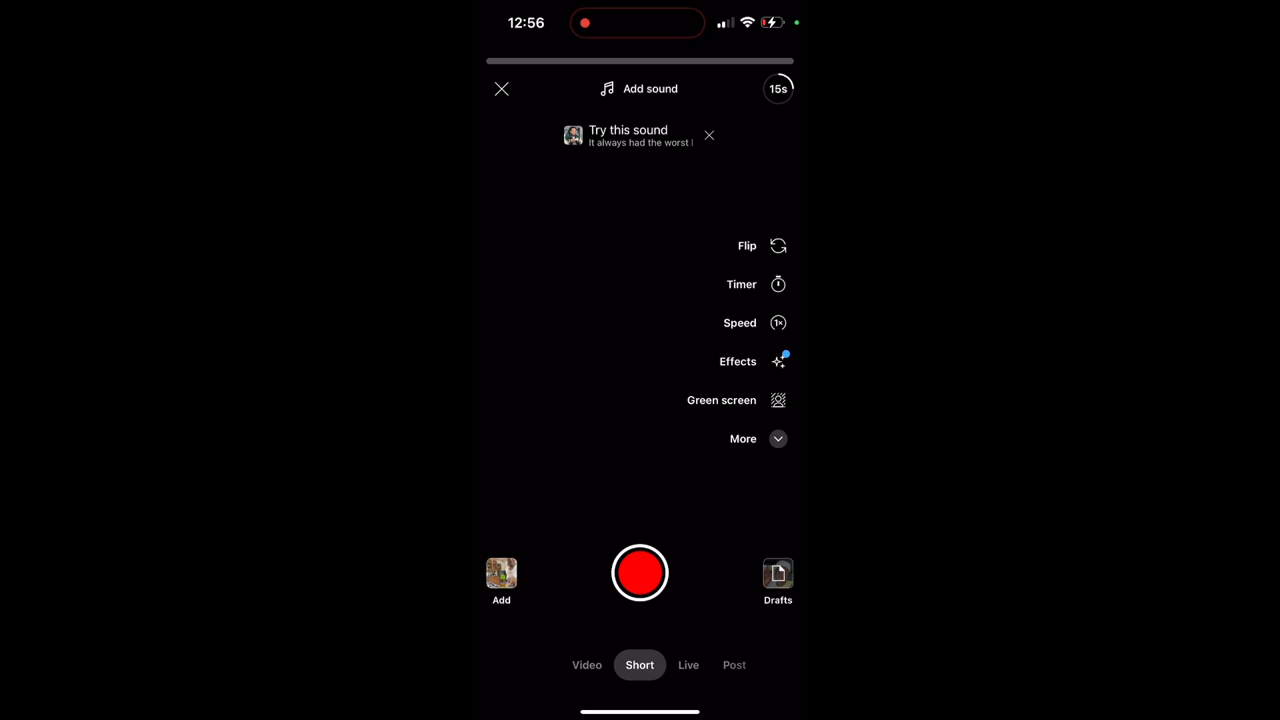 12:56
Add sound
15s
Try this sound
It always had the worst
Flip
Timer
Speed
1×
Effects
Green screen
More
Add
Drafts
Video
Short
Live
Post